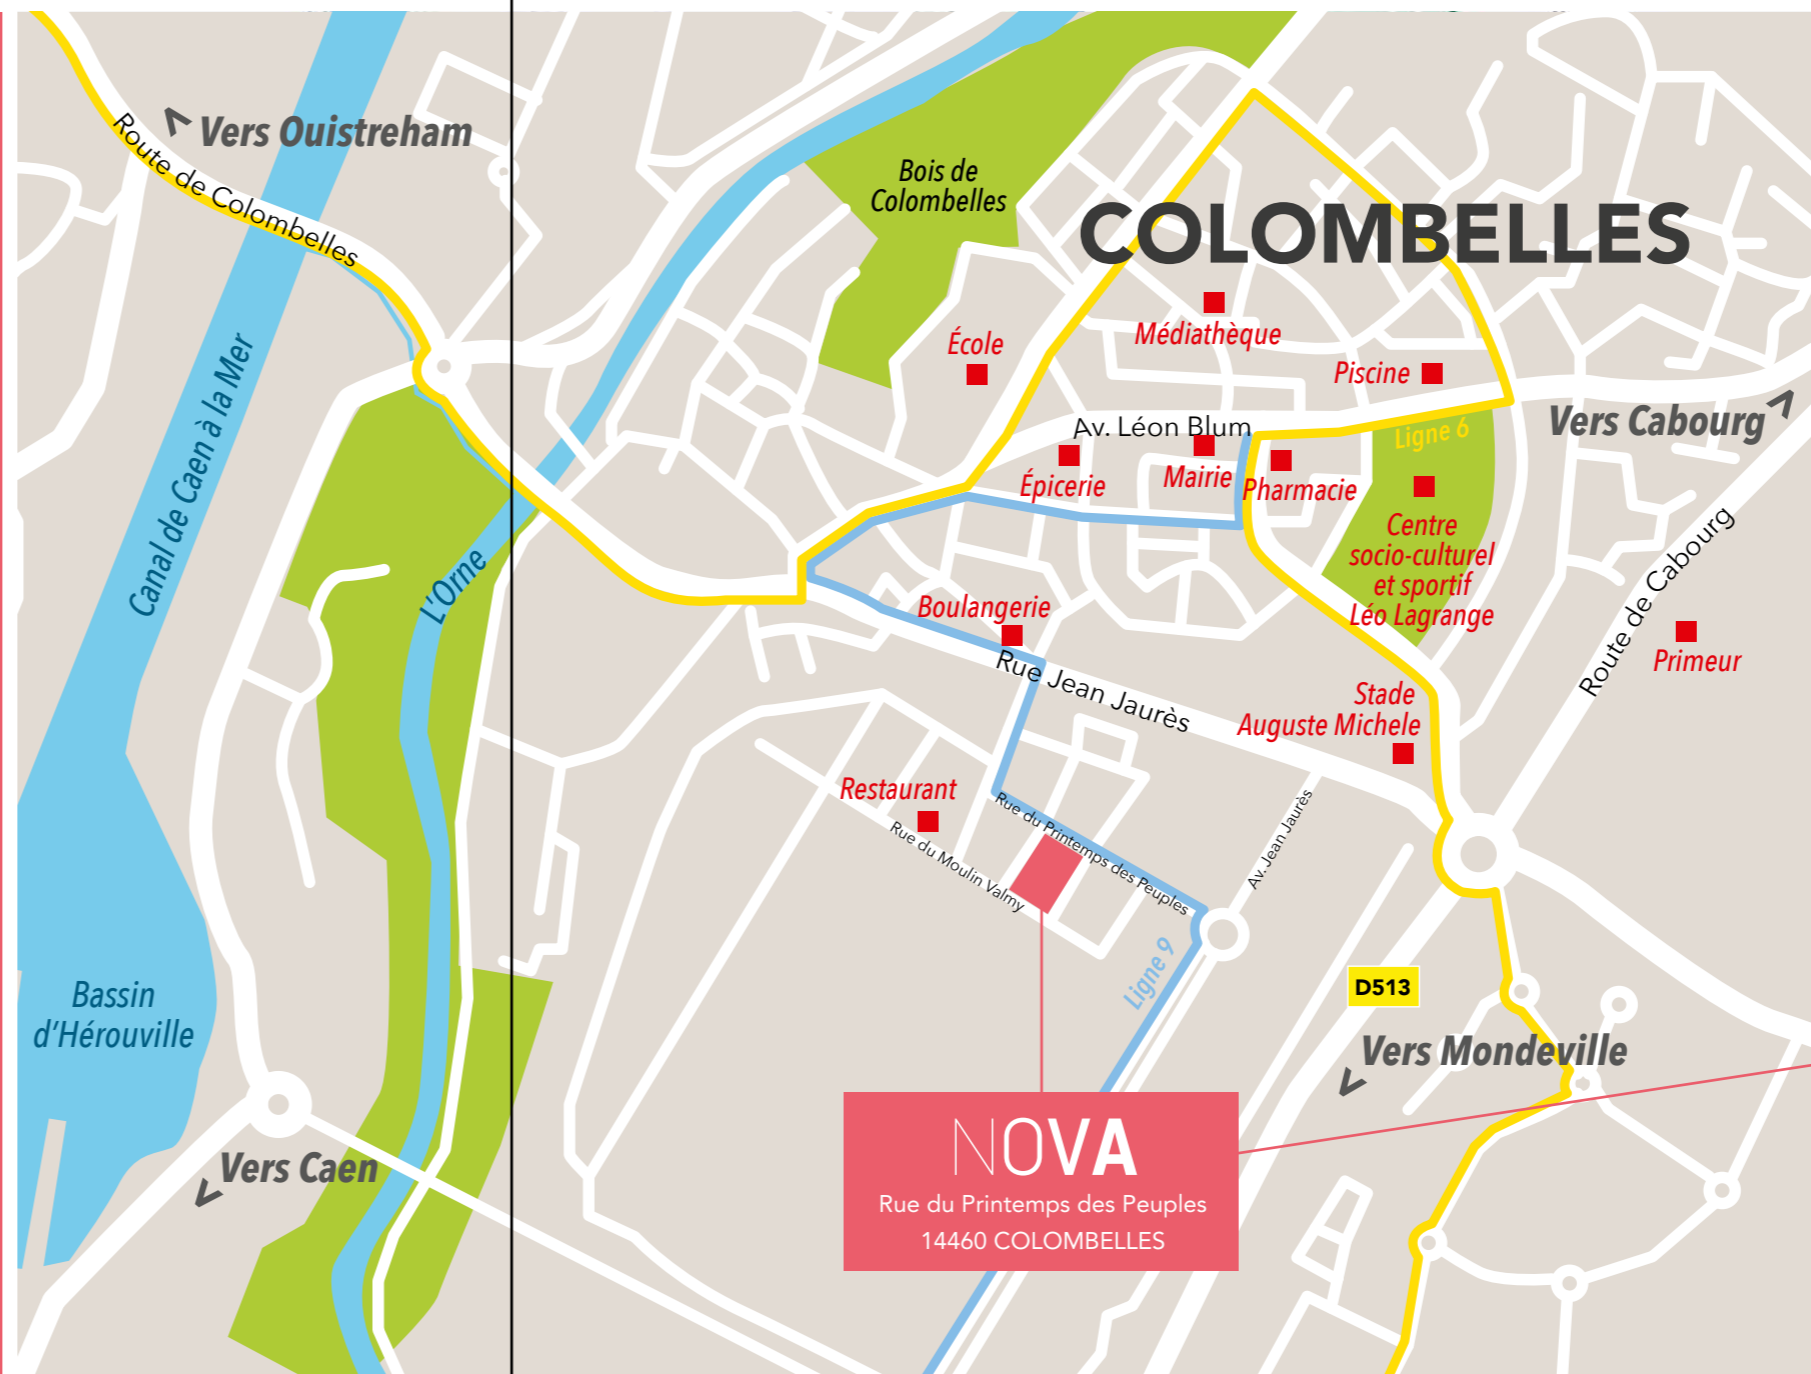 Vers Ouistreham
Route de Colombelles
Bois de
Colombelles
COLOMBELLES
Médiathèque
École
Piscine
Canal de Caen à la Mer
Av. Léon Blum
Ligne 6
Vers Cabourg
Épicerie
Mairie
Pharmacie
Centre
socio-culturel
et sportif
Léo Lagrange
L'Orne
Route de Cabourg
Boulangerie
Primeur
Rue Jean Jaurès
Stade
Auguste Michele
Restaurant
Rue du Printemps des Peuples
Rue du Moulin Valmy
Av. Jean Jaurès
Ligne 9
D513
Bassin
d'Hérouville
Vers Mondeville
Vers Caen
NOVA
Rue du Printemps des Peuples
14460 COLOMBELLES